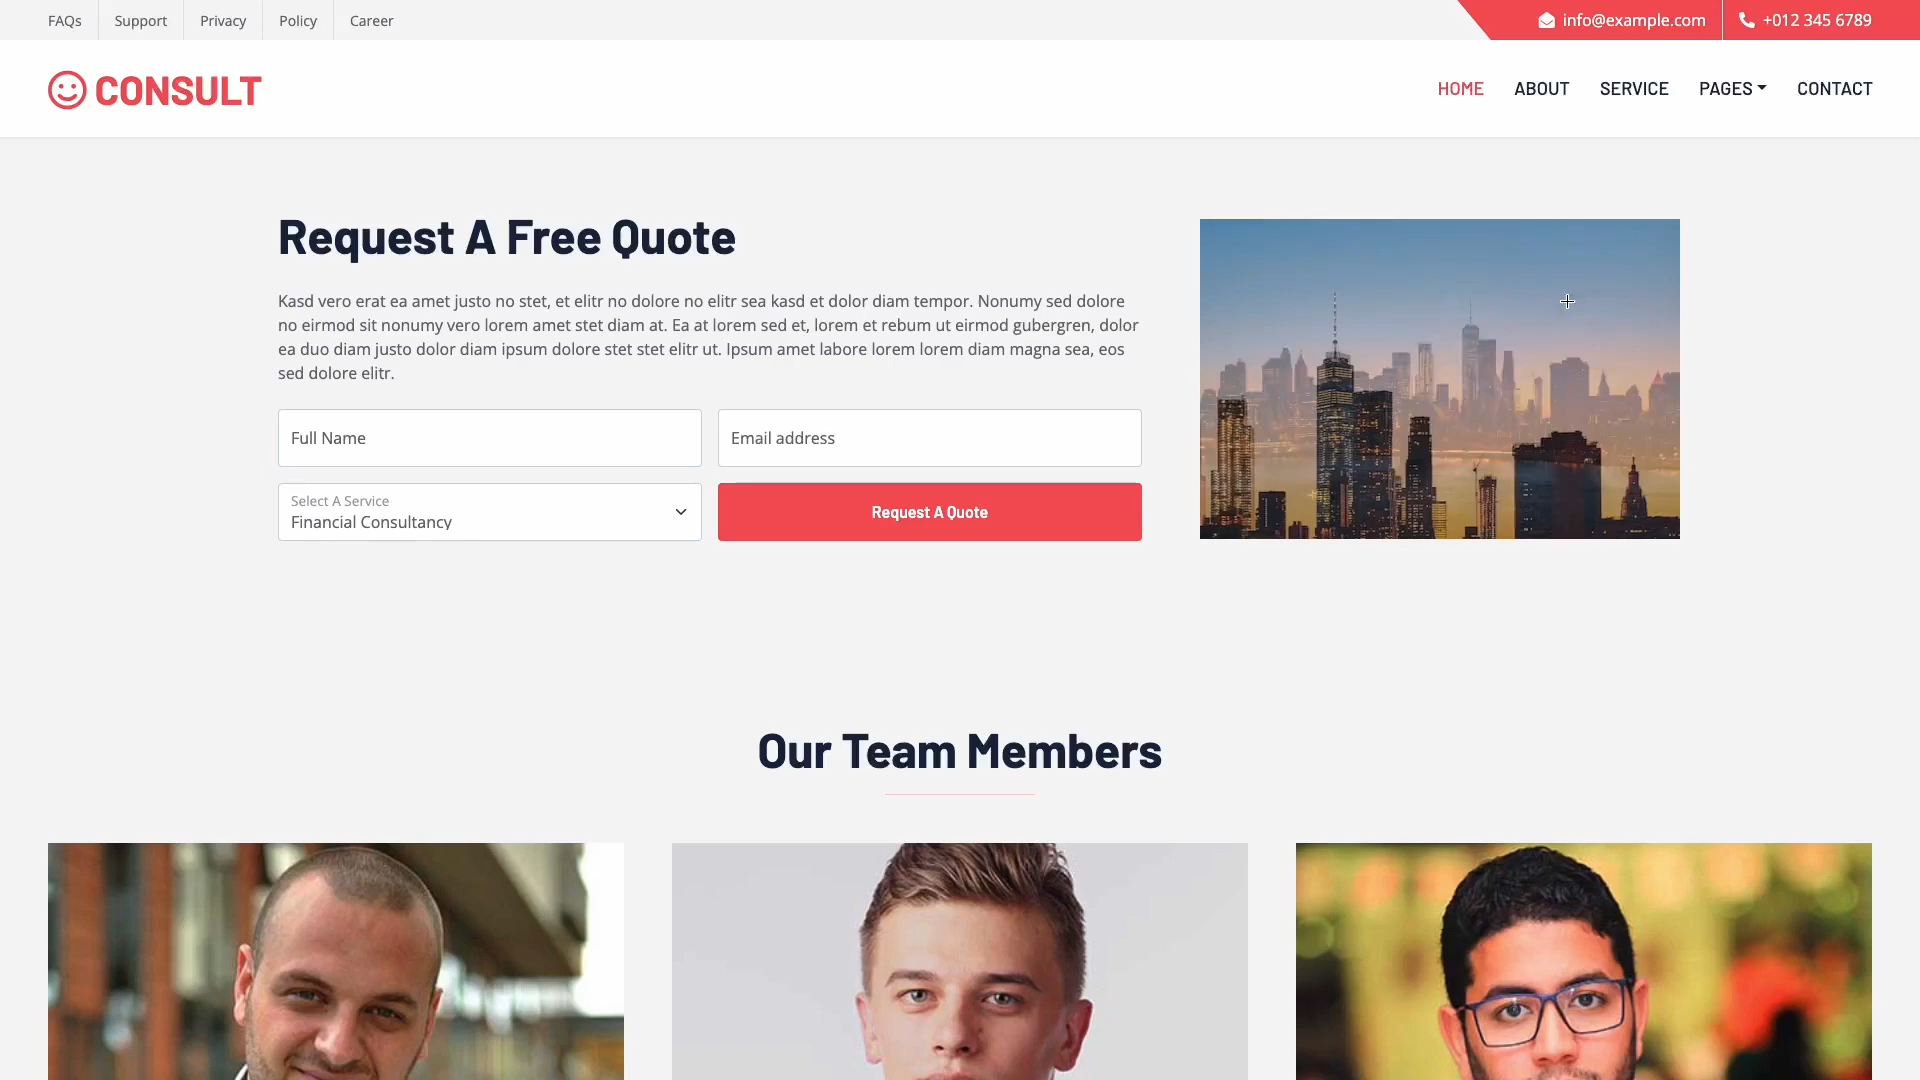 FAQs Support Privacy Policy Career info@example.com +012 345 6789
CONSULT HOME ABOUT SERVICE PAGES CONTACT
Request A Free Quote
Kasd vero erat ea amet justo no stet, et elitr no dolore no elitr sea kasd et dolor diam tempor. Nonumy sed dolore
no eirmod sit nonumy vero lorem amet stet diam at. Ea at lorem sed et, lorem et rebum ut eirmod gubergren, dolor
ea duo diam justo dolor diam ipsum dolore stet stet elitr ut. Ipsum amet labore lorem lorem diam magna sea, eos
sed dolore elitr.
Full Name Email address
Select A Service
Financial Consultancy Request A Quote
Our Team Members